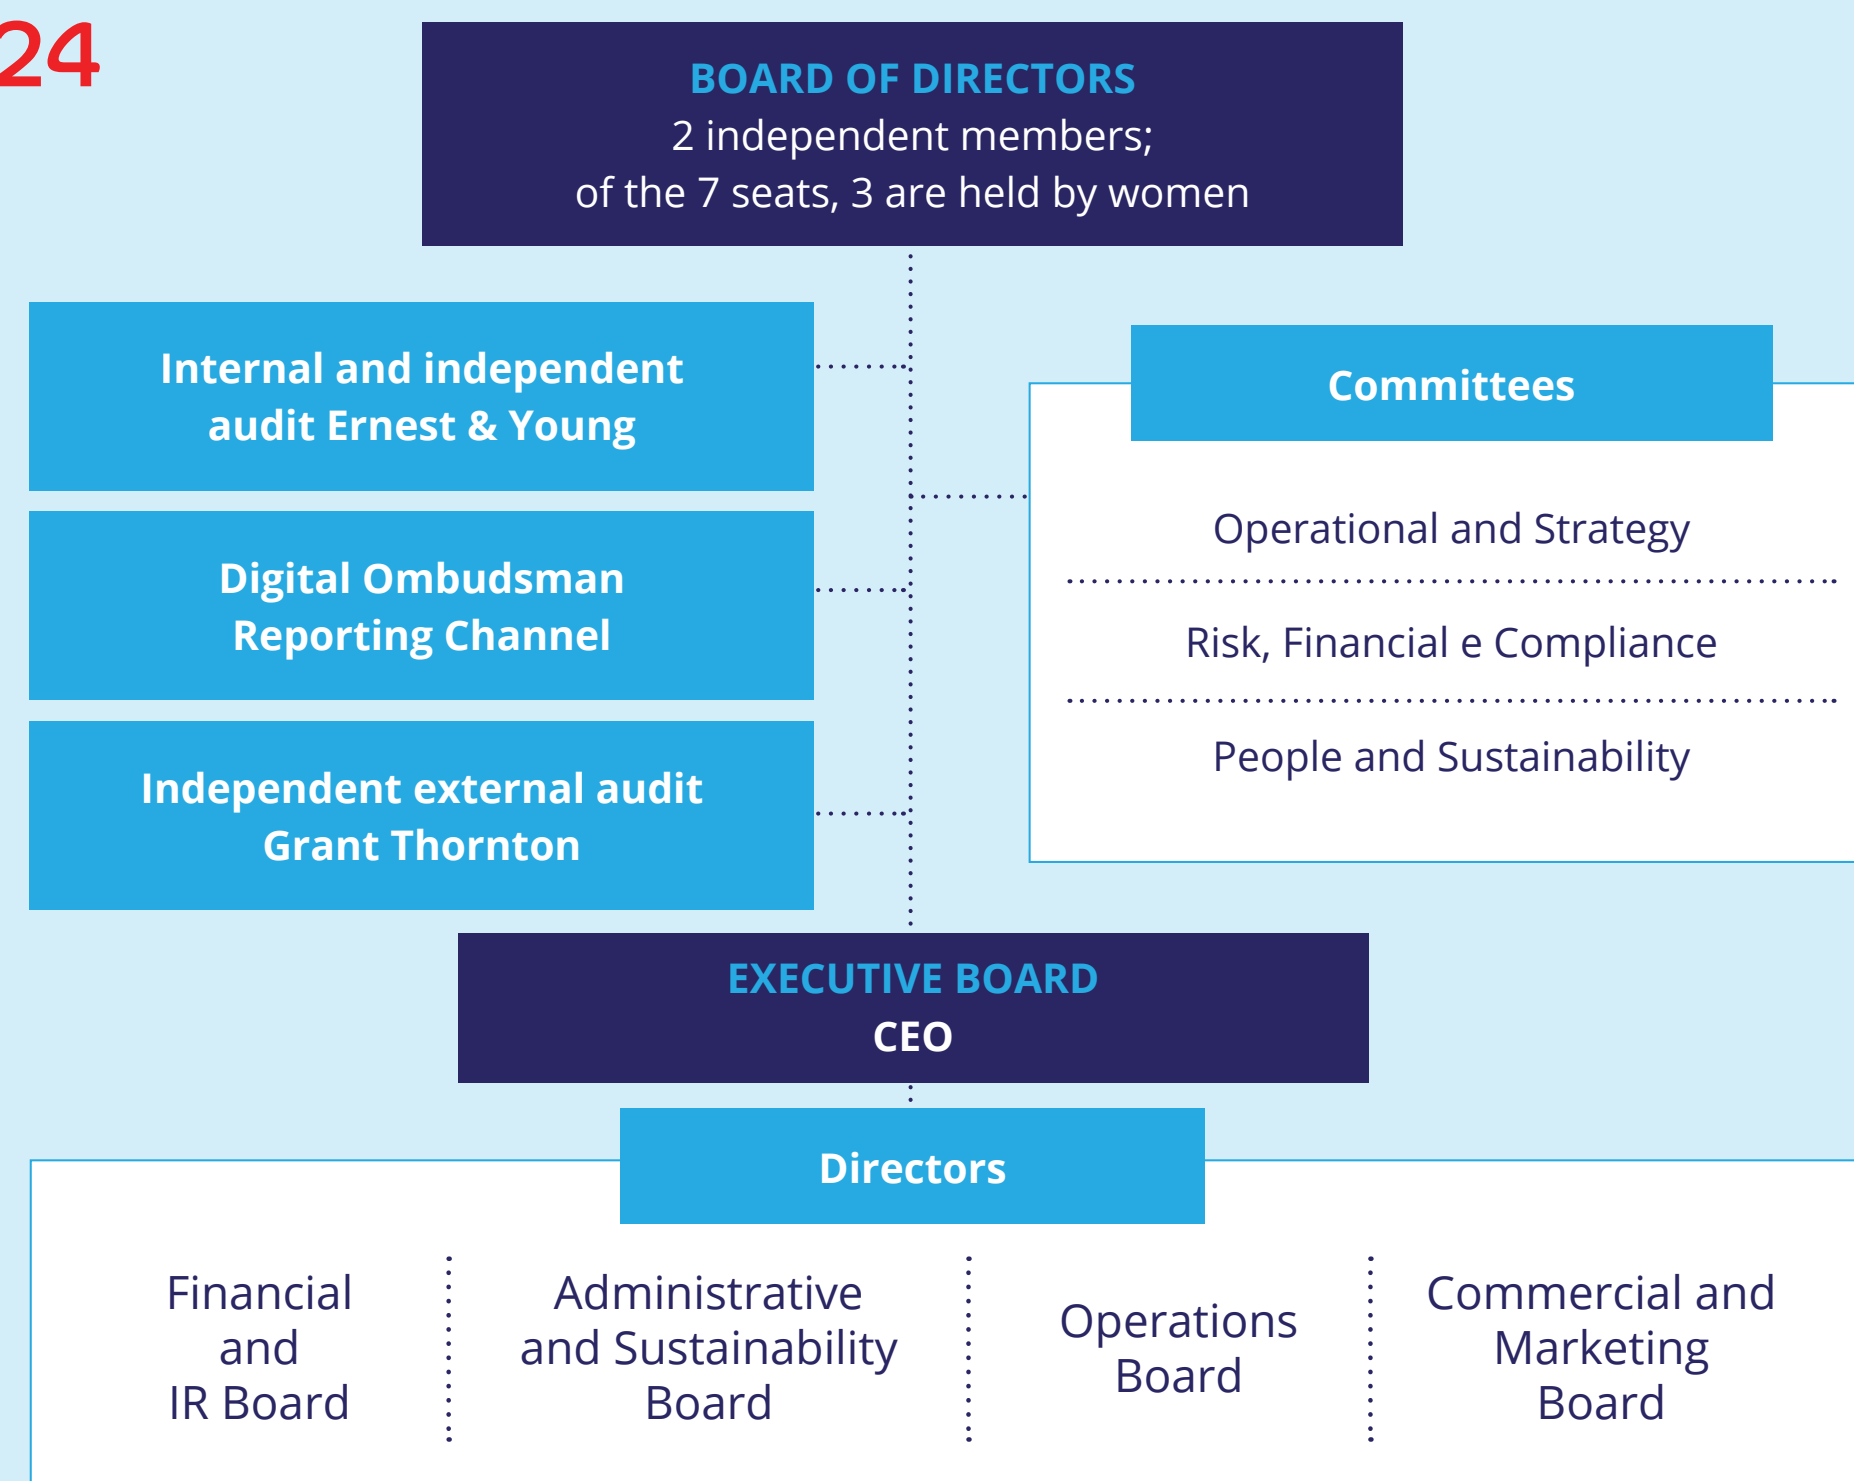 24
BOARD OF DIRECTORS
2 independent members;
of the 7 seats, 3 are held by women
Internal and independent
audit Ernest & Young
Digital Ombudsman
Reporting Channel
Independent external audit
Grant Thornton
Committees
Operational and Strategy
Risk, Financial e Compliance
People and Sustainability
EXECUTIVE BOARD
CEO
Directors
Financial
and
IR Board
Administrative
and Sustainability
Board
Operations
Board
Commercial and
Marketing
Board